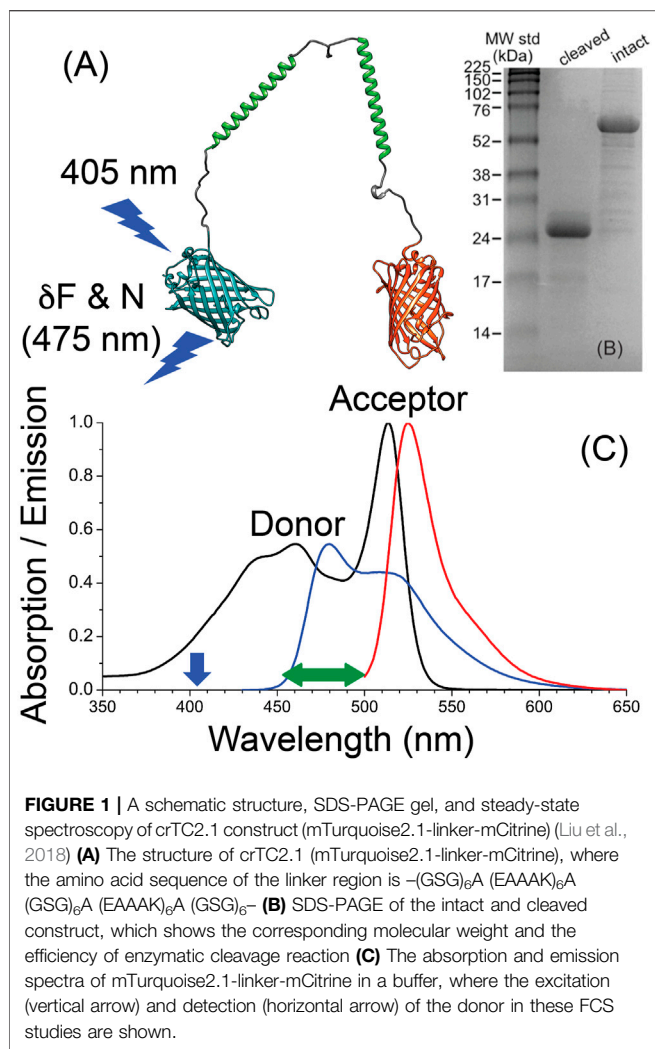 (A)
405 nm
δF & N
(475 nm)
MW std
(kDa)
cleaved
intact
225
150
102
76
52
38
31
24
17
14
(B)
Acceptor
Donor
(C)
Absorption / Emission
1.0
0.8
0.6
0.4
0.2
0.0
350 400 450 500 550 600 650
Wavelength (nm)
FIGURE 1 | A schematic structure, SDS-PAGE gel, and steady-state
spectroscopy of crTC2.1 construct (mTurquoise2.1-linker-mCitrine) (Liu et al.,
2018) (A) The structure of crTC2.1 (mTurquoise2.1-linker-mCitrine), where
the amino acid sequence of the linker region is –(GSG)₆A (EAAAK)₆A
(GSG)₆A (EAAAK)₆A (GSG)₆– (B) SDS-PAGE of the intact and cleaved
construct, which shows the corresponding molecular weight and the
efficiency of enzymatic cleavage reaction (C) The absorption and emission
spectra of mTurquoise2.1-linker-mCitrine in a buffer, where the excitation
(vertical arrow) and detection (horizontal arrow) of the donor in these FCS
studies are shown.